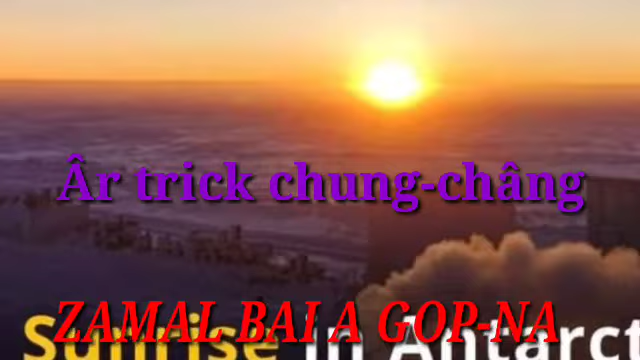 Âr trick chung-châng
ZAMAL BAI A GOP-NA
Sunrise in Antarct